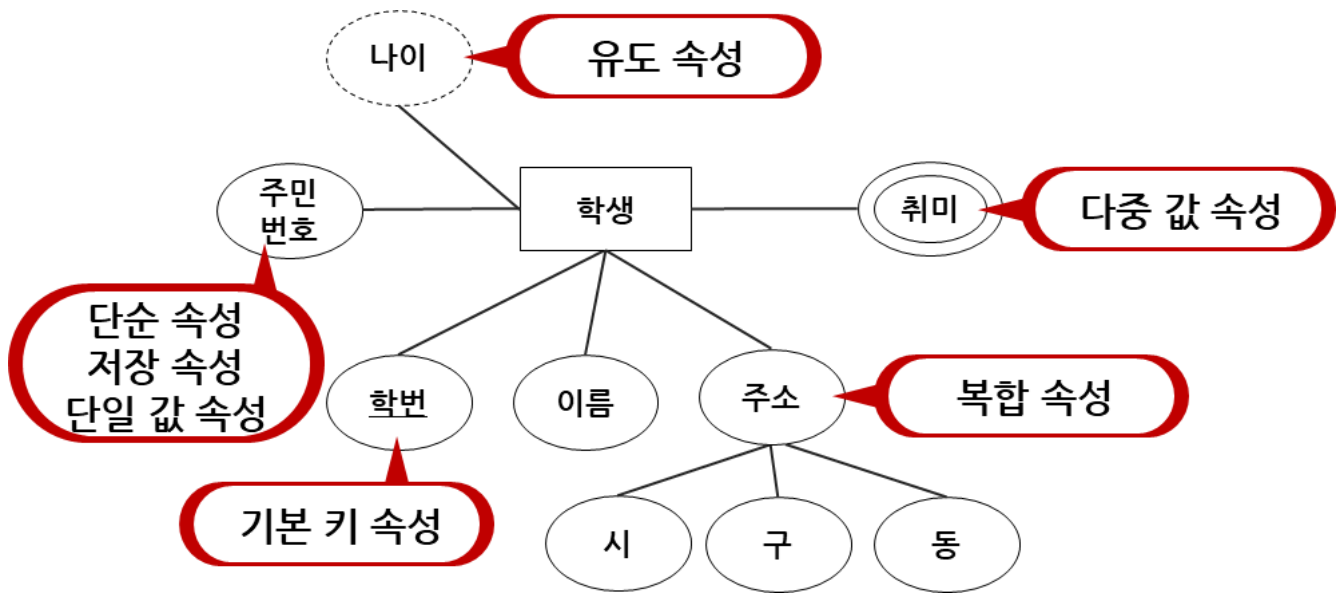 나이
유도 속성
주민
번호
학생
취미
다중 값 속성
단순 속성
저장 속성
단일 값 속성
학번
이름
주소
복합 속성
기본 키 속성
시
구
동